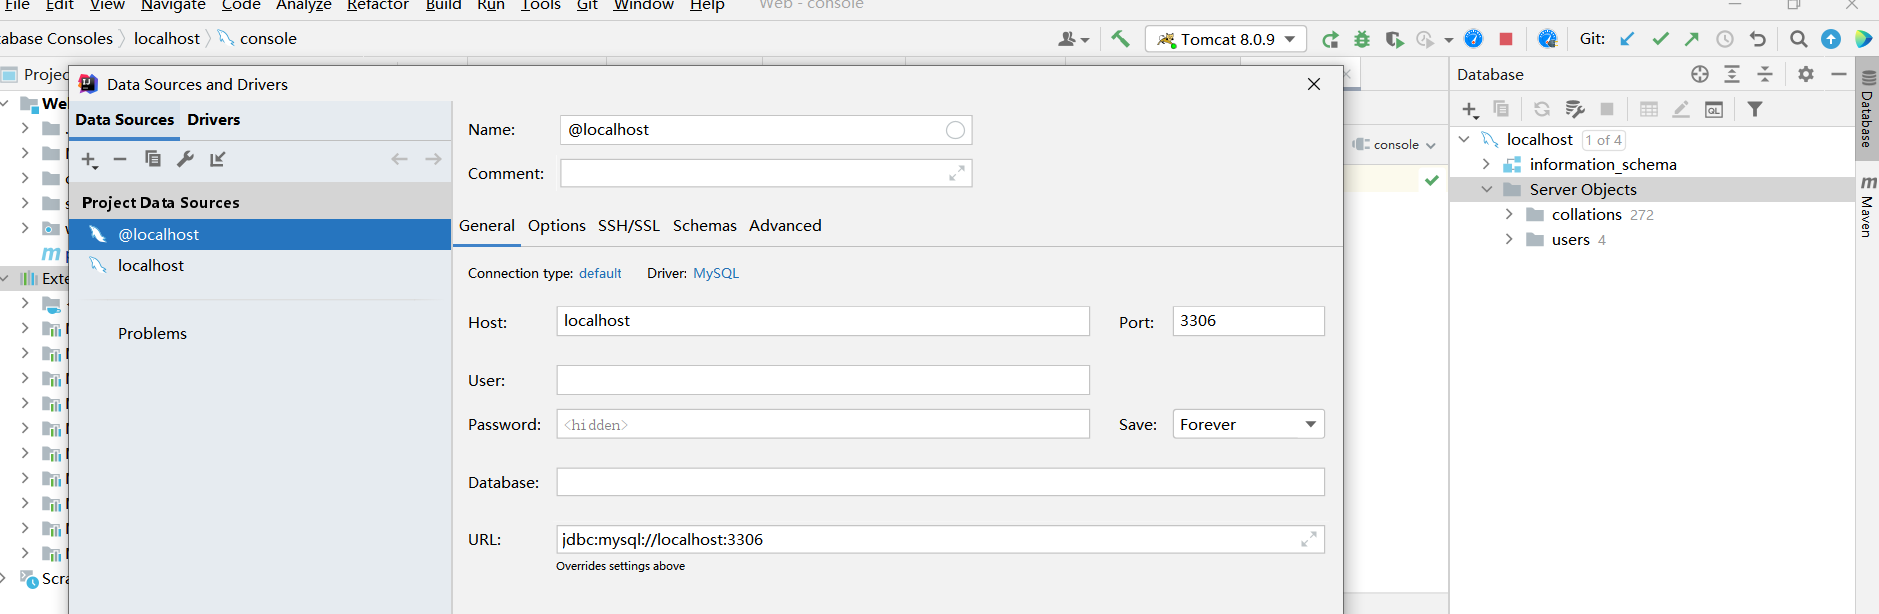 File Edit View Navigate Code Analyze Refactor Build Run Tools Git Window Help Web - console
abase Consoles localhost console Tomcat 8.0.9 Git:
Projec
Data Sources and Drivers
Database
We
Data Sources Drivers
Name: @localhost
Comment:
console
localhost 1 of 4
information_schema
Server Objects
collations 272
users 4
Database
Maven
Project Data Sources
@localhost
localhost
Problems
General Options SSH/SSL Schemas Advanced
Connection type: default Driver: MySQL
Host: localhost Port: 3306
User:
Password: <hidden> Save: Forever
Database:
URL: jdbc:mysql://localhost:3306
Overrides settings above
Exte
Scra